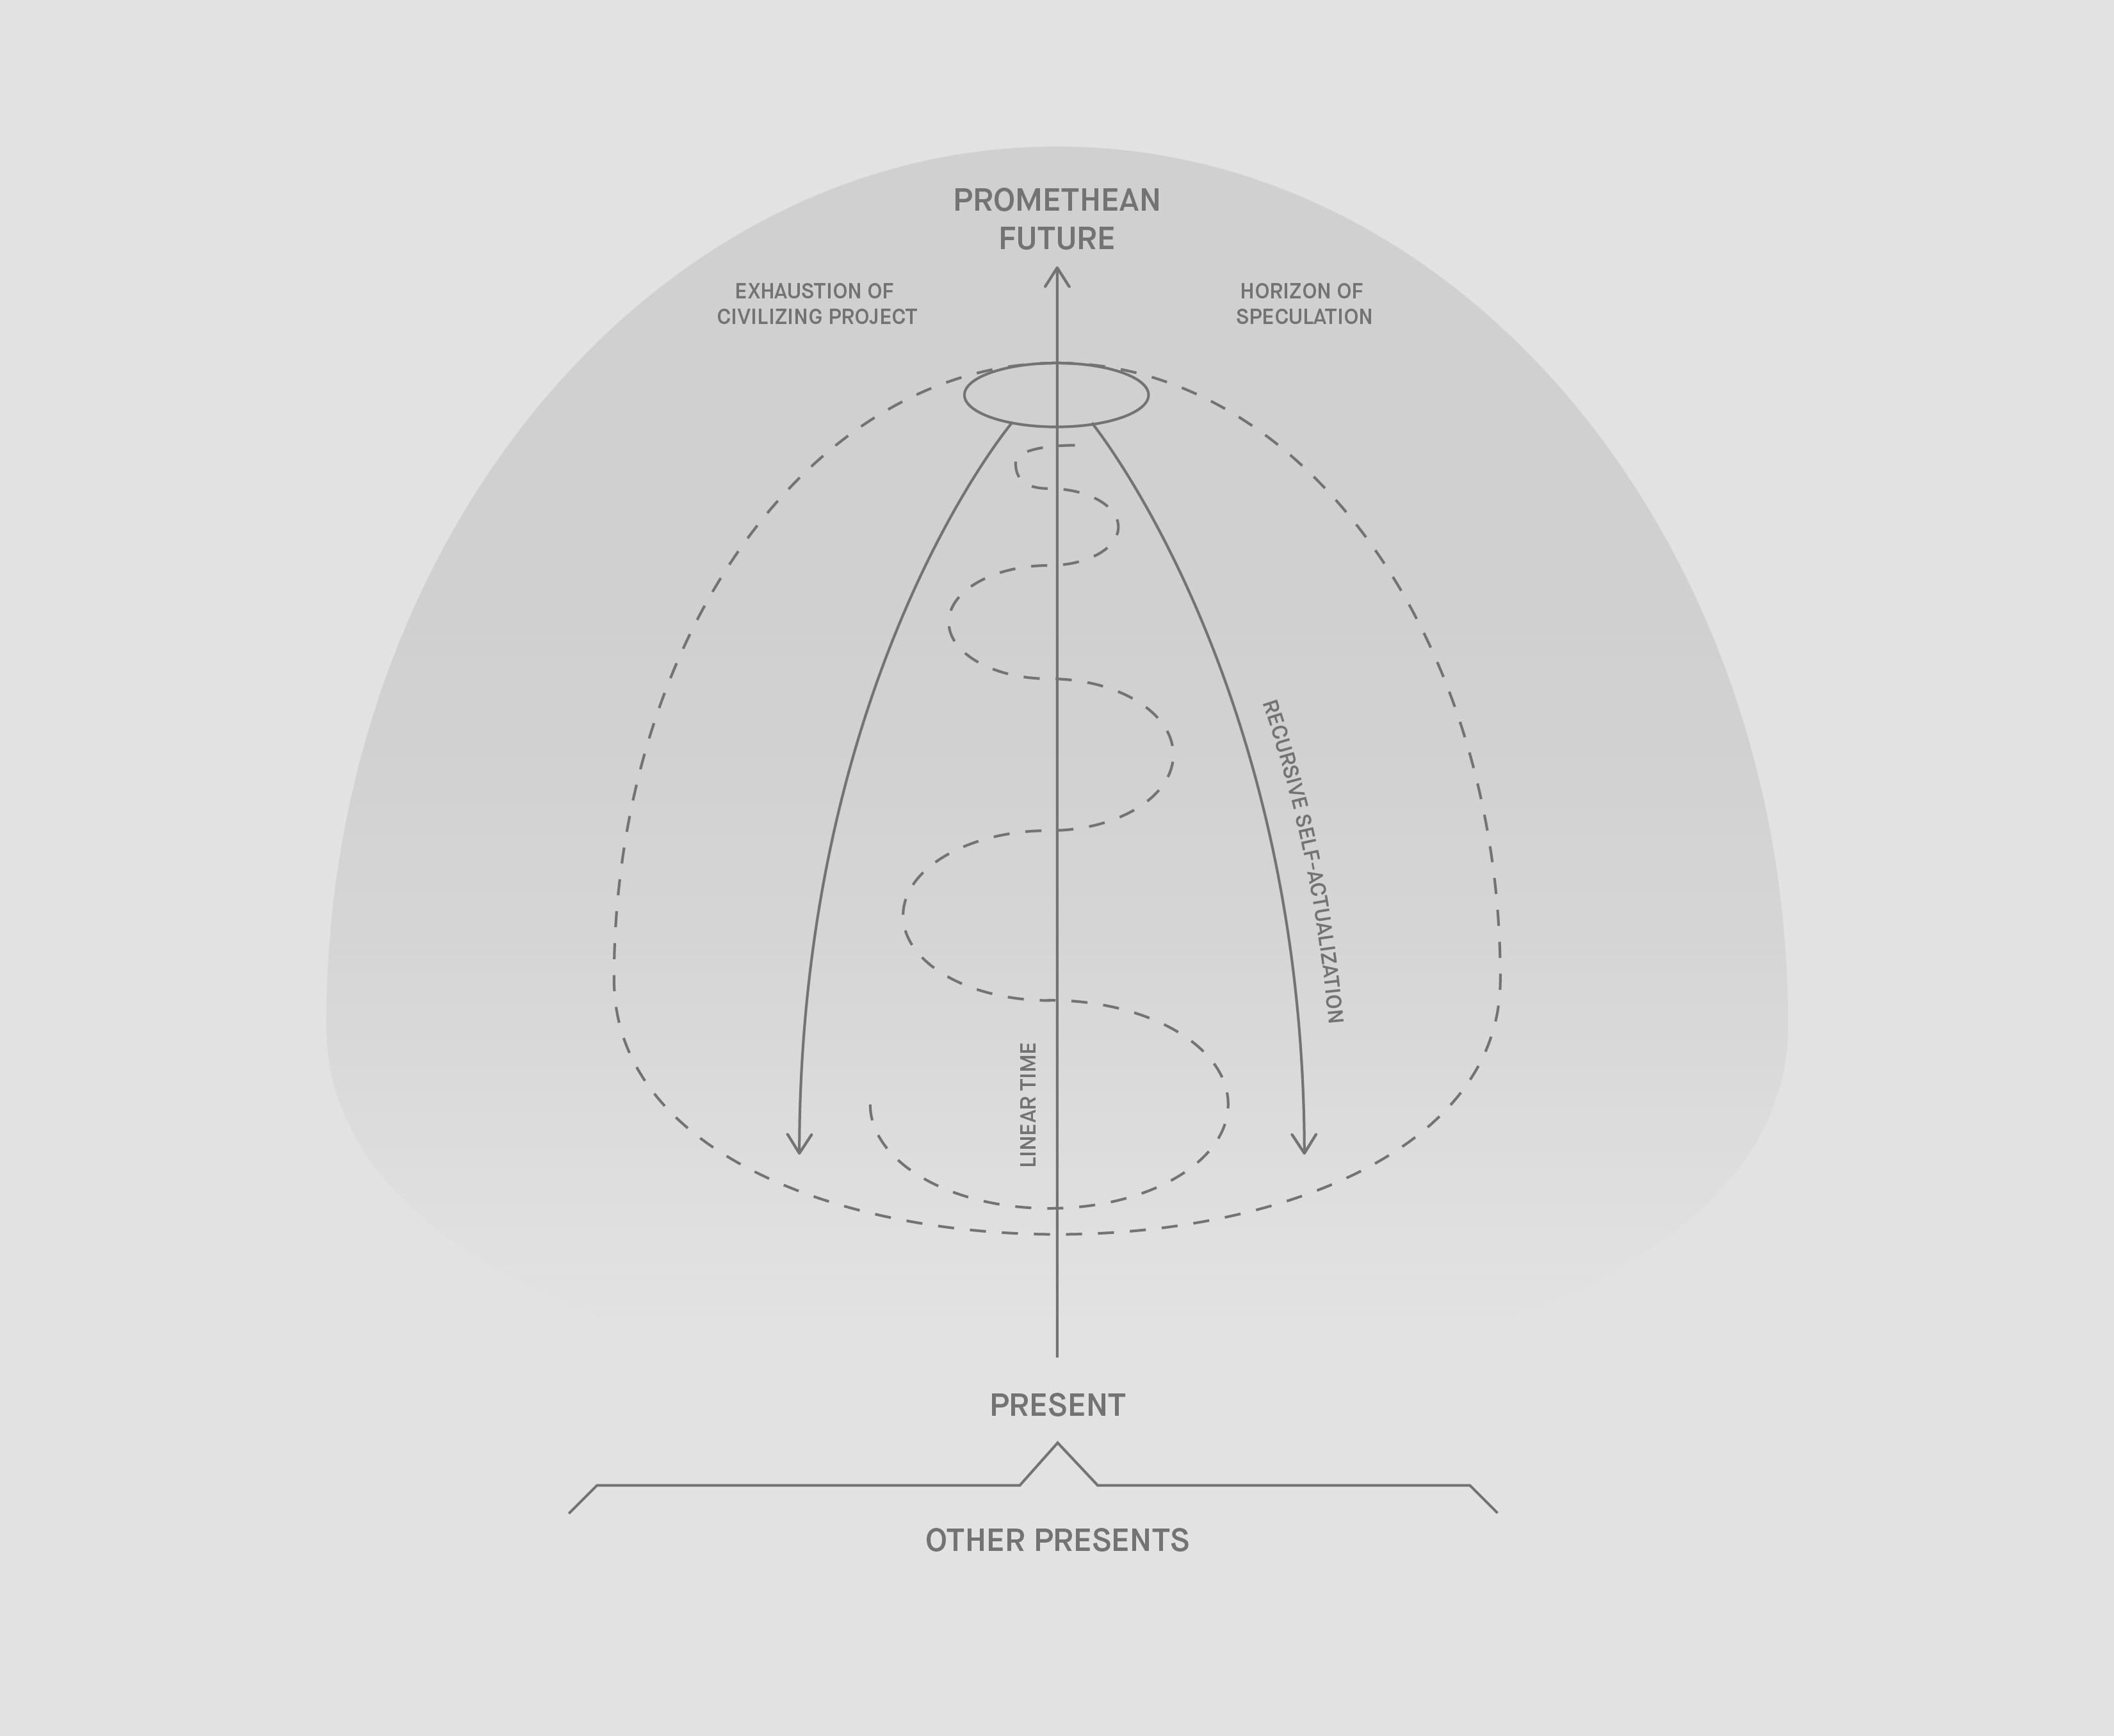 PROMETHEAN
FUTURE
EXHAUSTION OF
CIVILIZING PROJECT
HORIZON OF
SPECULATION
RECURSIVE SELF-ACTUALIZATION
LINEAR TIME
PRESENT
OTHER PRESENTS